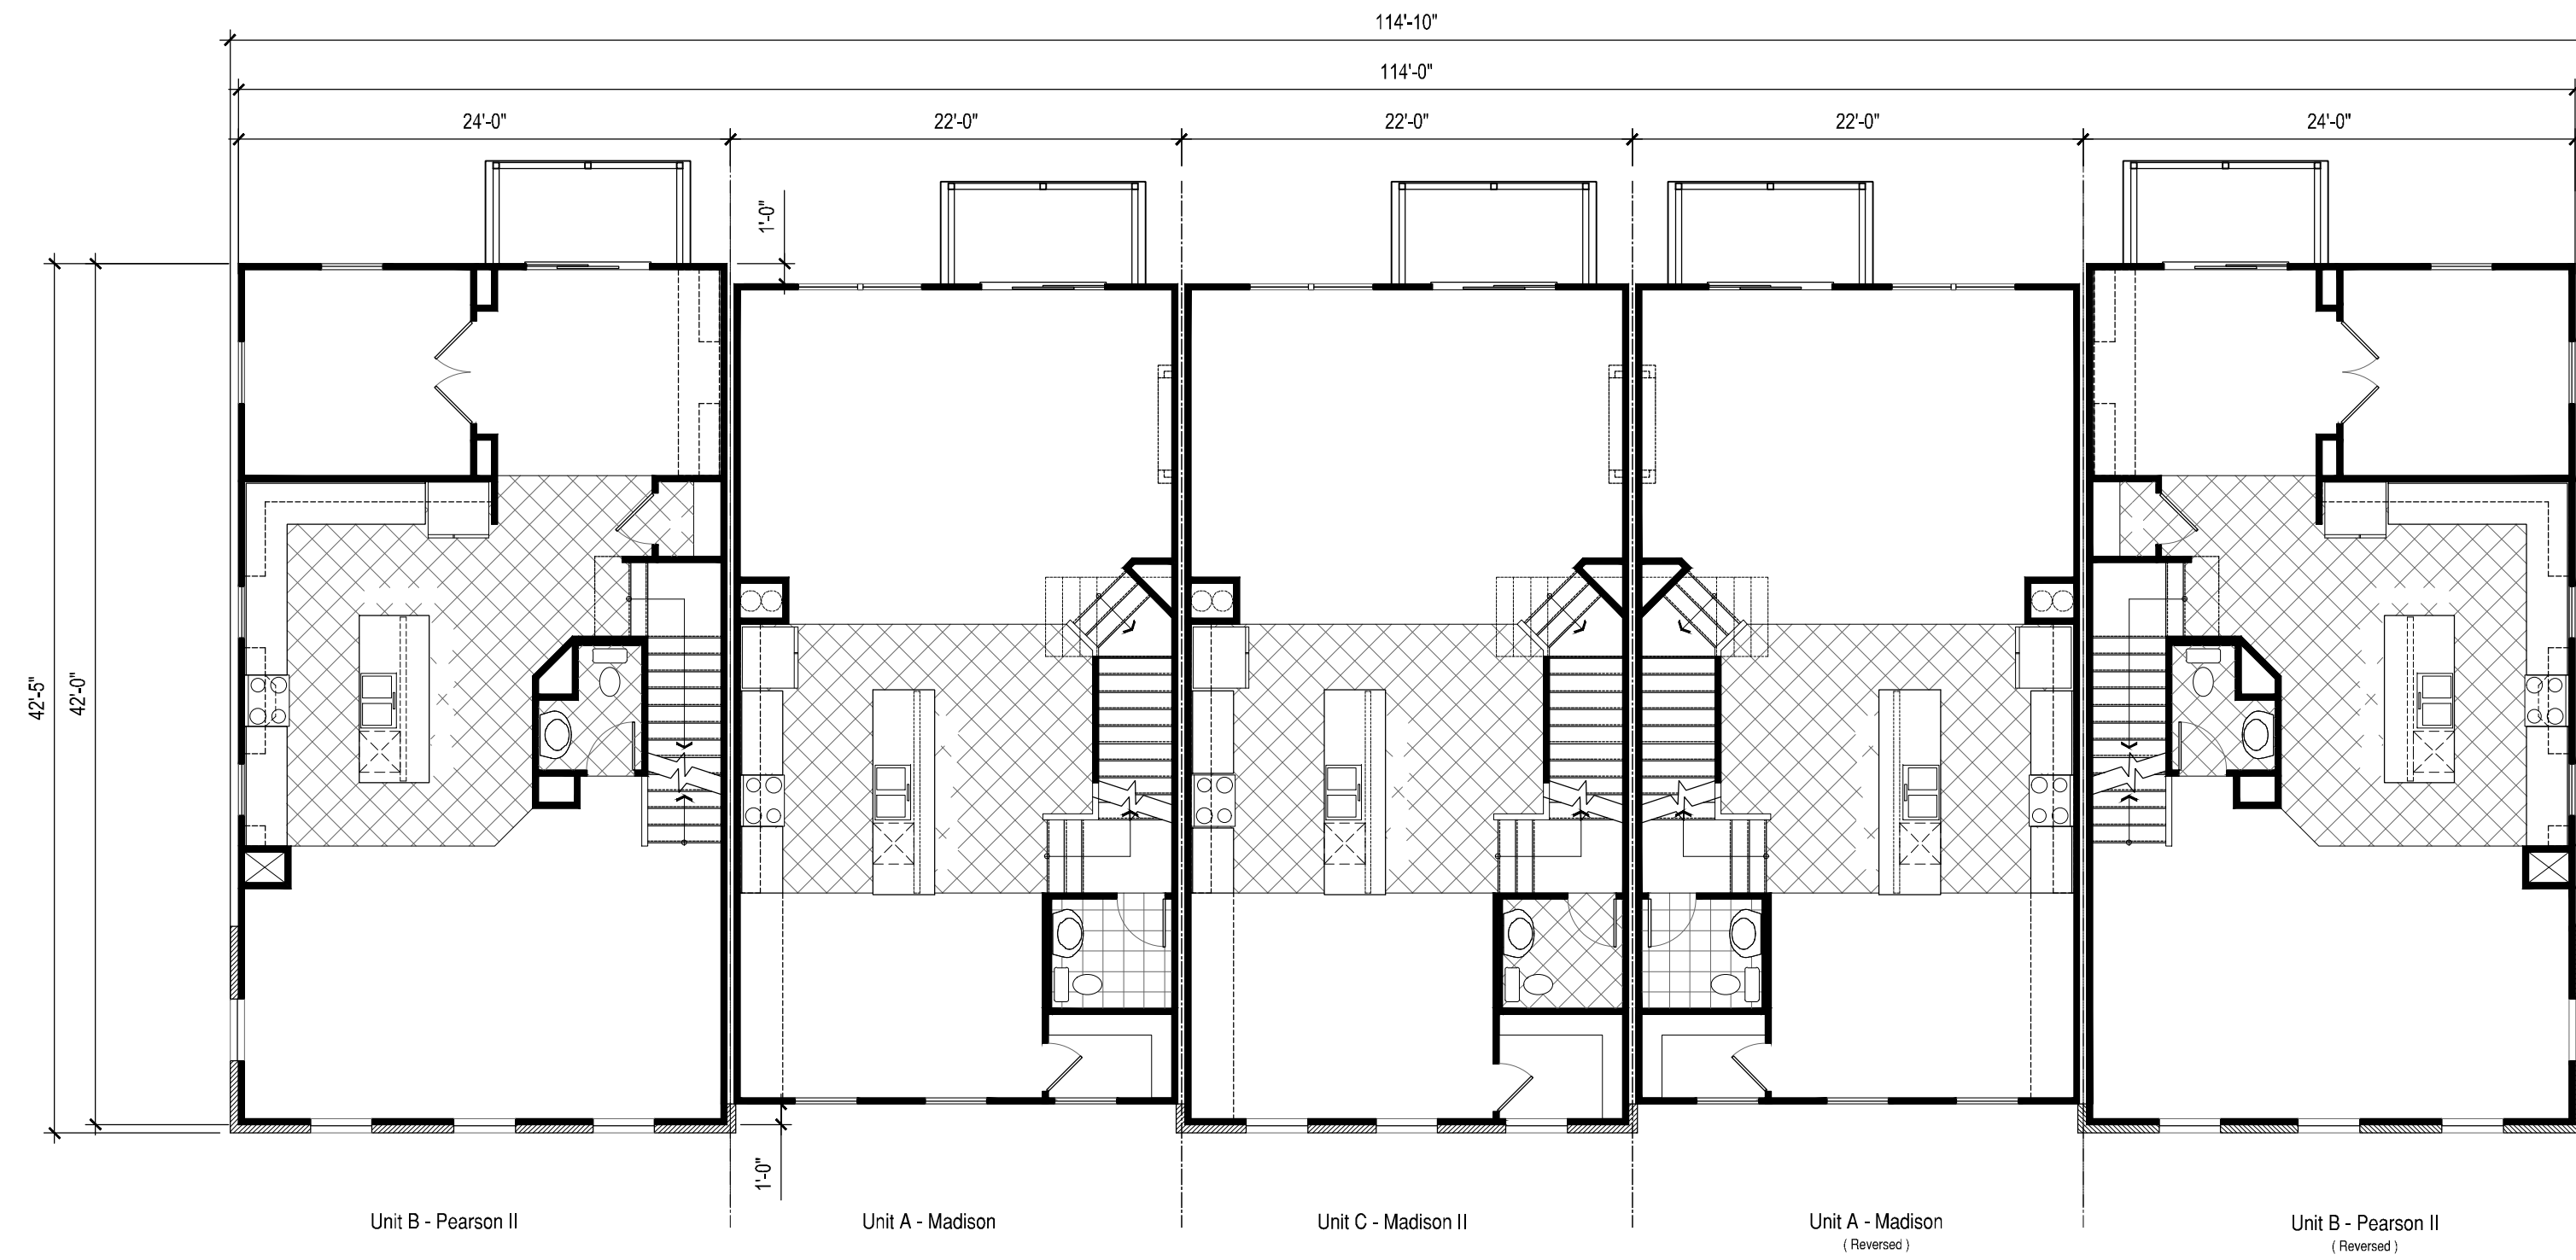 114'-10"
114'-0"
24'-0"
22'-0"
22'-0"
22'-0"
24'-0"
1'-0"
42'-5"
42'-0"
1'-0"
Unit B - Pearson II
Unit A - Madison
Unit C - Madison II
Unit A - Madison
( Reversed )
Unit B - Pearson II
( Reversed )